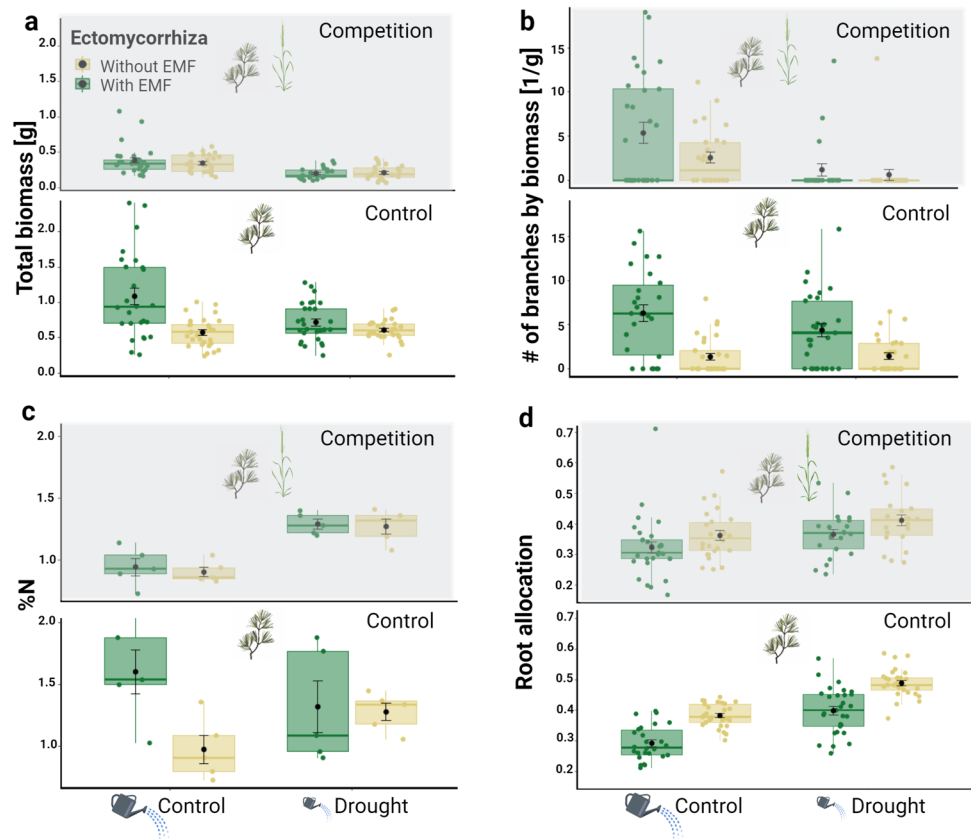 a
Ectomycorrhiza
Without EMF
With EMF
Competition
Control
Total biomass [g]
2.0
1.5
1.0
0.5
0.0
2.0
1.5
1.0
0.5
0.0
b
Competition
Control
# of branches by biomass [1/g]
15
10
5
0
15
10
5
0
c
Competition
Control
%N
2.0
1.5
1.0
2.0
1.5
1.0
Control
Drought
d
Competition
Control
Root allocation
0.7
0.6
0.5
0.4
0.3
0.2
0.7
0.6
0.5
0.4
0.3
0.2
Control
Drought